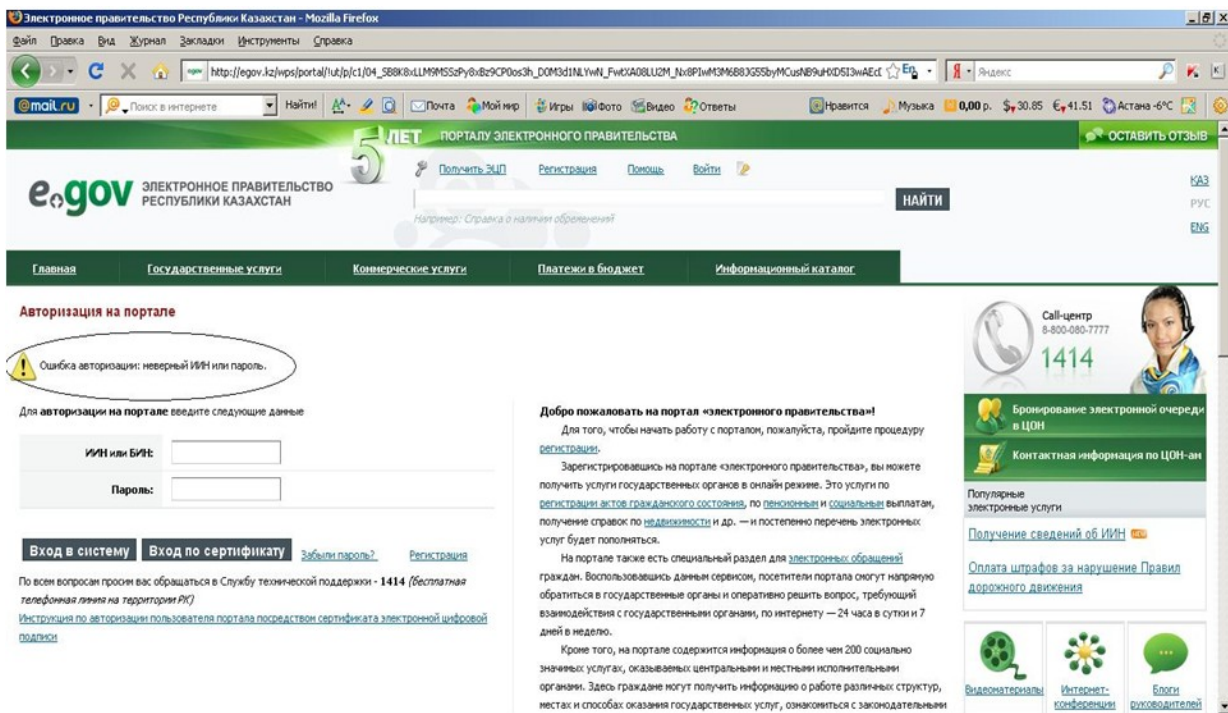 Электронное правительство Республики Казахстан - Mozilla Firefox
Файл Правка Вид Журнал Закладки Инструменты Справка
Яндекс
@mail.ru Поиск в интернете Найти! Почта Мой мир Игры Фото Видео Ответы Нравится Музыка 0,00 р. $ 30.85 € 41.51 Астана -6°C
5 ЛЕТ ПОРТАЛУ ЭЛЕКТРОННОГО ПРАВИТЕЛЬСТВА
ОСТАВИТЬ ОТЗЫВ
Получить ЭЦП Регистрация Помощь Войти
e.gov ЭЛЕКТРОННОЕ ПРАВИТЕЛЬСТВО
РЕСПУБЛИКИ КАЗАХСТАН
НАЙТИ
Например: Справка о наличии обременений
ҚАЗ
РУС
ENG
Главная Государственные услуги Коммерческие услуги Платежи в бюджет Информационный каталог
Авторизация на портале
Ошибка авторизации: неверный ИИН или пароль.
Для авторизации на портале введите следующие данные
ИИН или БИН:
Пароль:
Вход в систему Вход по сертификату Забыли пароль? Регистрация
По всем вопросам просим вас обращаться в Службу технической поддержки - 1414 (бесплатная
телефонная линия на территории РК)
Инструкция по авторизации пользователя портала посредством сертификата электронной цифровой
подписи
Добро пожаловать на портал «электронного правительства»!
Для того, чтобы начать работу с порталом, пожалуйста, пройдите процедуру
регистрации.
Зарегистрировавшись на портале «электронного правительства», вы можете
получить услуги государственных органов в онлайн режиме. Это услуги по
регистрации актов гражданского состояния, по пенсионным и социальным выплатам,
получение справок по недвижимости и др. — и постепенно перечень электронных
услуг будет пополняться.
На портале также есть специальный раздел для электронных обращений
граждан. Воспользовавшись данным сервисом, посетители портала смогут напрямую
обратиться в государственные органы и оперативно решить вопрос, требующий
взаимодействия с государственными органами, по интернету — 24 часа в сутки и 7
дней в неделю.
Кроме того, на портале содержится информация о более чем 200 социально
значимых услугах, оказываемых центральными и местными исполнительными
органами. Здесь граждане могут получить информацию о работе различных структур,
местах и способах оказания государственных услуг, ознакомиться с законодательными
Call-центр
8-800-080-7777
1414
Бронирование электронной очереди
в ЦОН
Контактная информация по ЦОН-ам
Популярные
электронные услуги
Получение сведений об ИИН
Оплата штрафов за нарушение Правил
дорожного движения
Видеоматериалы Интернет-
конференции Блоги
руководителей